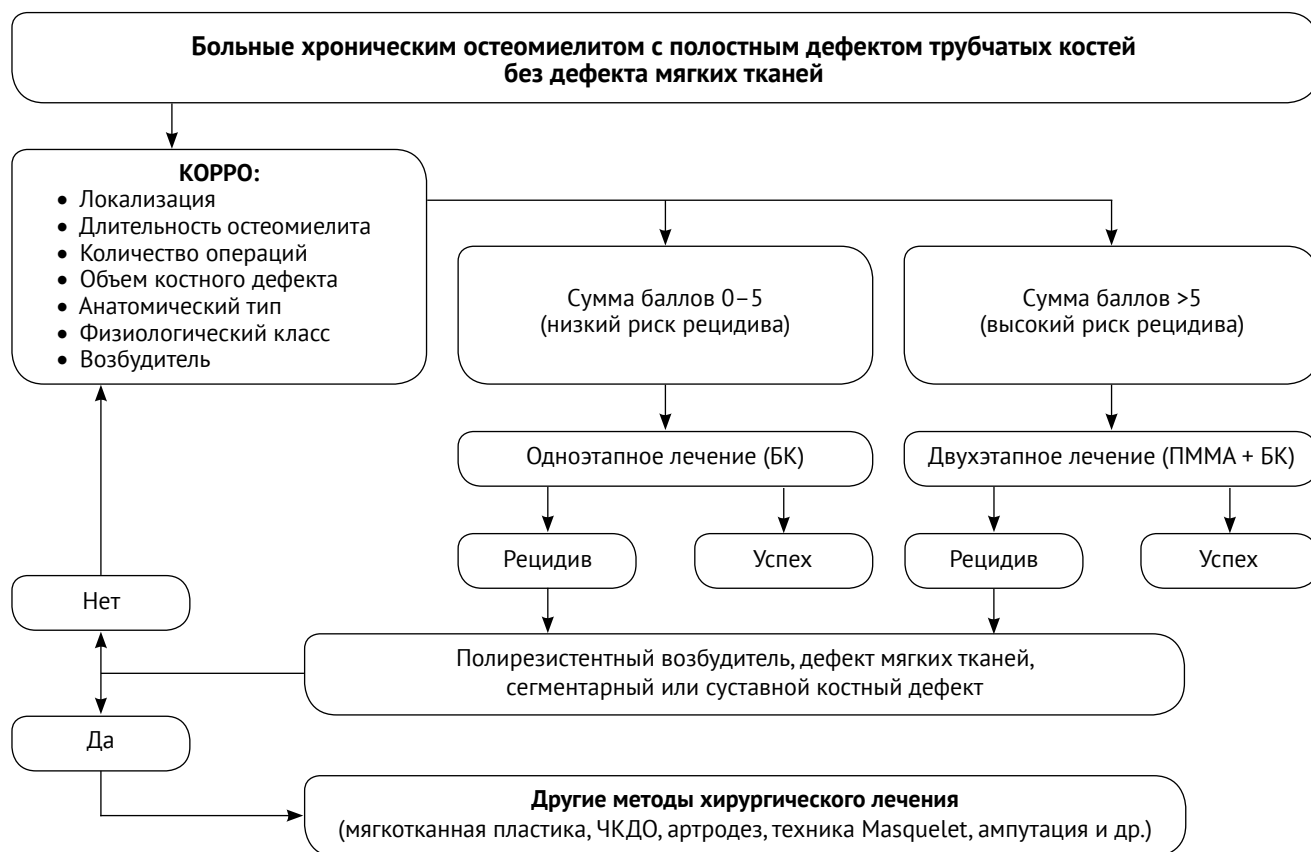 Больные хроническим остеомиелитом с полостным дефектом трубчатых костей
без дефекта мягких тканей
КОРРО:
• Локализация
• Длительность остеомиелита
• Количество операций
• Объем костного дефекта
• Анатомический тип
• Физиологический класс
• Возбудитель
Сумма баллов 0–5
(низкий риск рецидива)
Сумма баллов >5
(высокий риск рецидива)
Одноэтапное лечение (БК)
Двухэтапное лечение (ПММА + БК)
Рецидив
Успех
Рецидив
Успех
Нет
Полирезистентный возбудитель, дефект мягких тканей,
сегментарный или суставной костный дефект
Да
Другие методы хирургического лечения
(мягкотканная пластика, ЧКДО, артродез, техника Masquelet, ампутация и др.)